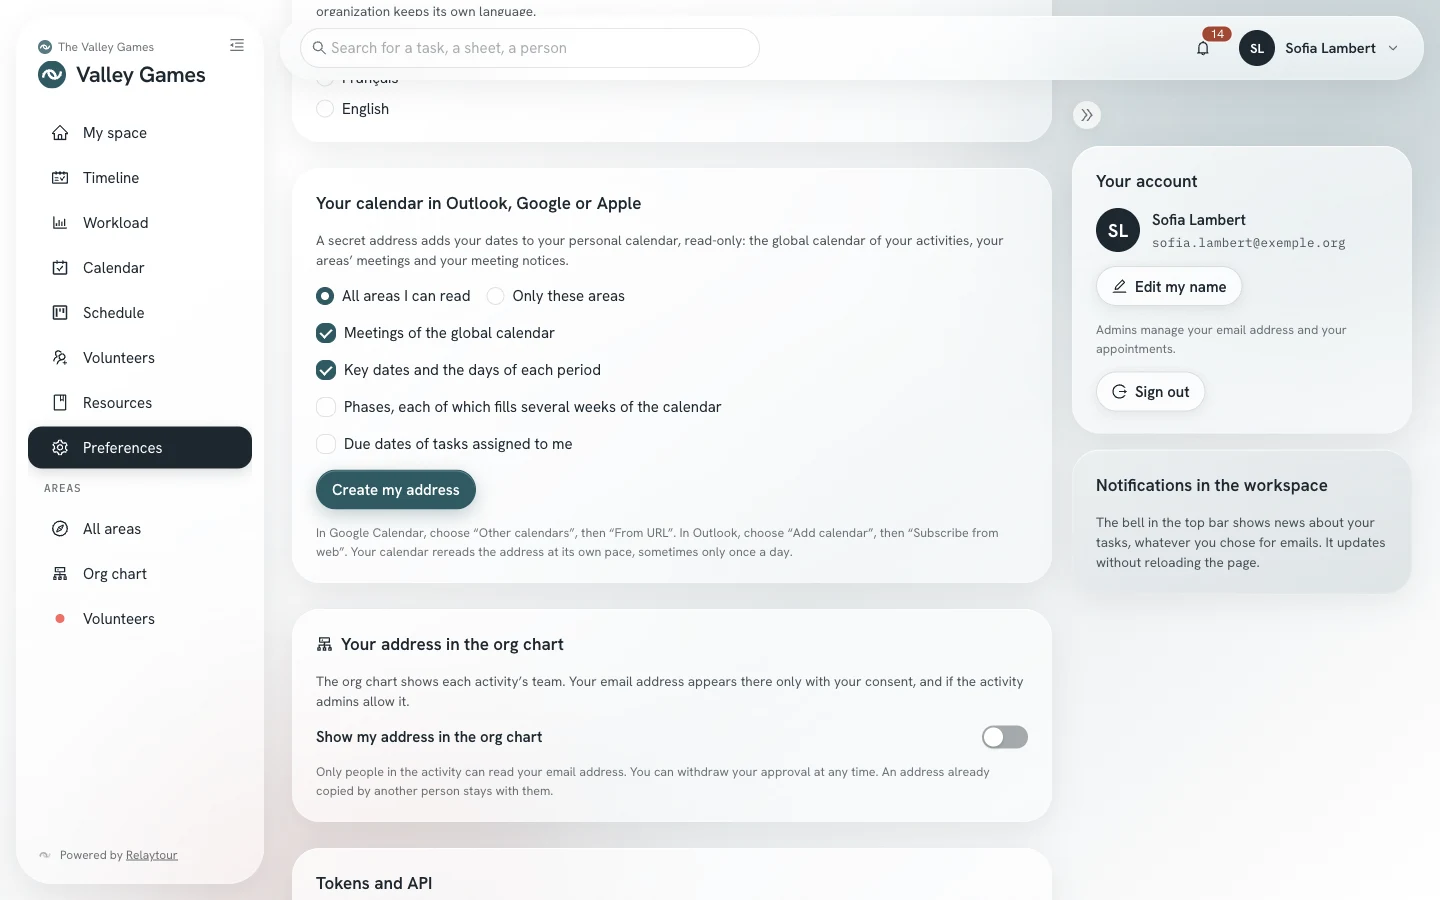 The Valley Games
Valley Games
My space
Timeline
Workload
Calendar
Schedule
Volunteers
Resources
Preferences
AREAS
All areas
Org chart
Volunteers
Powered by Relaytour
organization keeps its own language.
Search for a task, a sheet, a person
14
SL
Sofia Lambert
Français
English
Your calendar in Outlook, Google or Apple
A secret address adds your dates to your personal calendar, read-only: the global calendar of your activities, your
areas’ meetings and your meeting notices.
All areas I can read
Only these areas
Meetings of the global calendar
Key dates and the days of each period
Phases, each of which fills several weeks of the calendar
Due dates of tasks assigned to me
Create my address
In Google Calendar, choose “Other calendars”, then “From URL”. In Outlook, choose “Add calendar”, then “Subscribe from
web”. Your calendar rereads the address at its own pace, sometimes only once a day.
Your address in the org chart
The org chart shows each activity’s team. Your email address appears there only with your consent, and if the activity
admins allow it.
Show my address in the org chart
Only people in the activity can read your email address. You can withdraw your approval at any time. An address already
copied by another person stays with them.
Tokens and API
Your account
SL
Sofia Lambert
sofia.lambert@exemple.org
Edit my name
Admins manage your email address and your
appointments.
Sign out
Notifications in the workspace
The bell in the top bar shows news about your
tasks, whatever you chose for emails. It updates
without reloading the page.